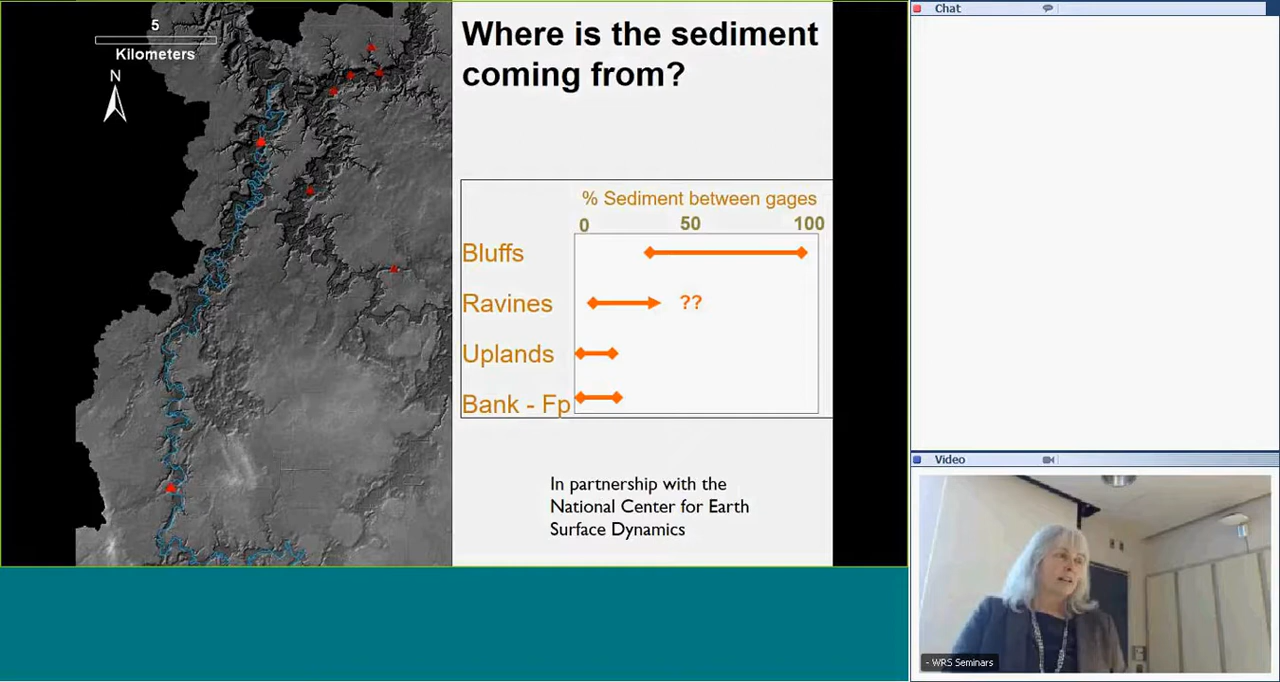 5
Kilometers
N
Where is the sediment
coming from?
% Sediment between gages
0 50 100
Bluffs
Ravines ??
Uplands
Bank - Fp
In partnership with the
National Center for Earth
Surface Dynamics
Chat
Video
- WRS Seminars